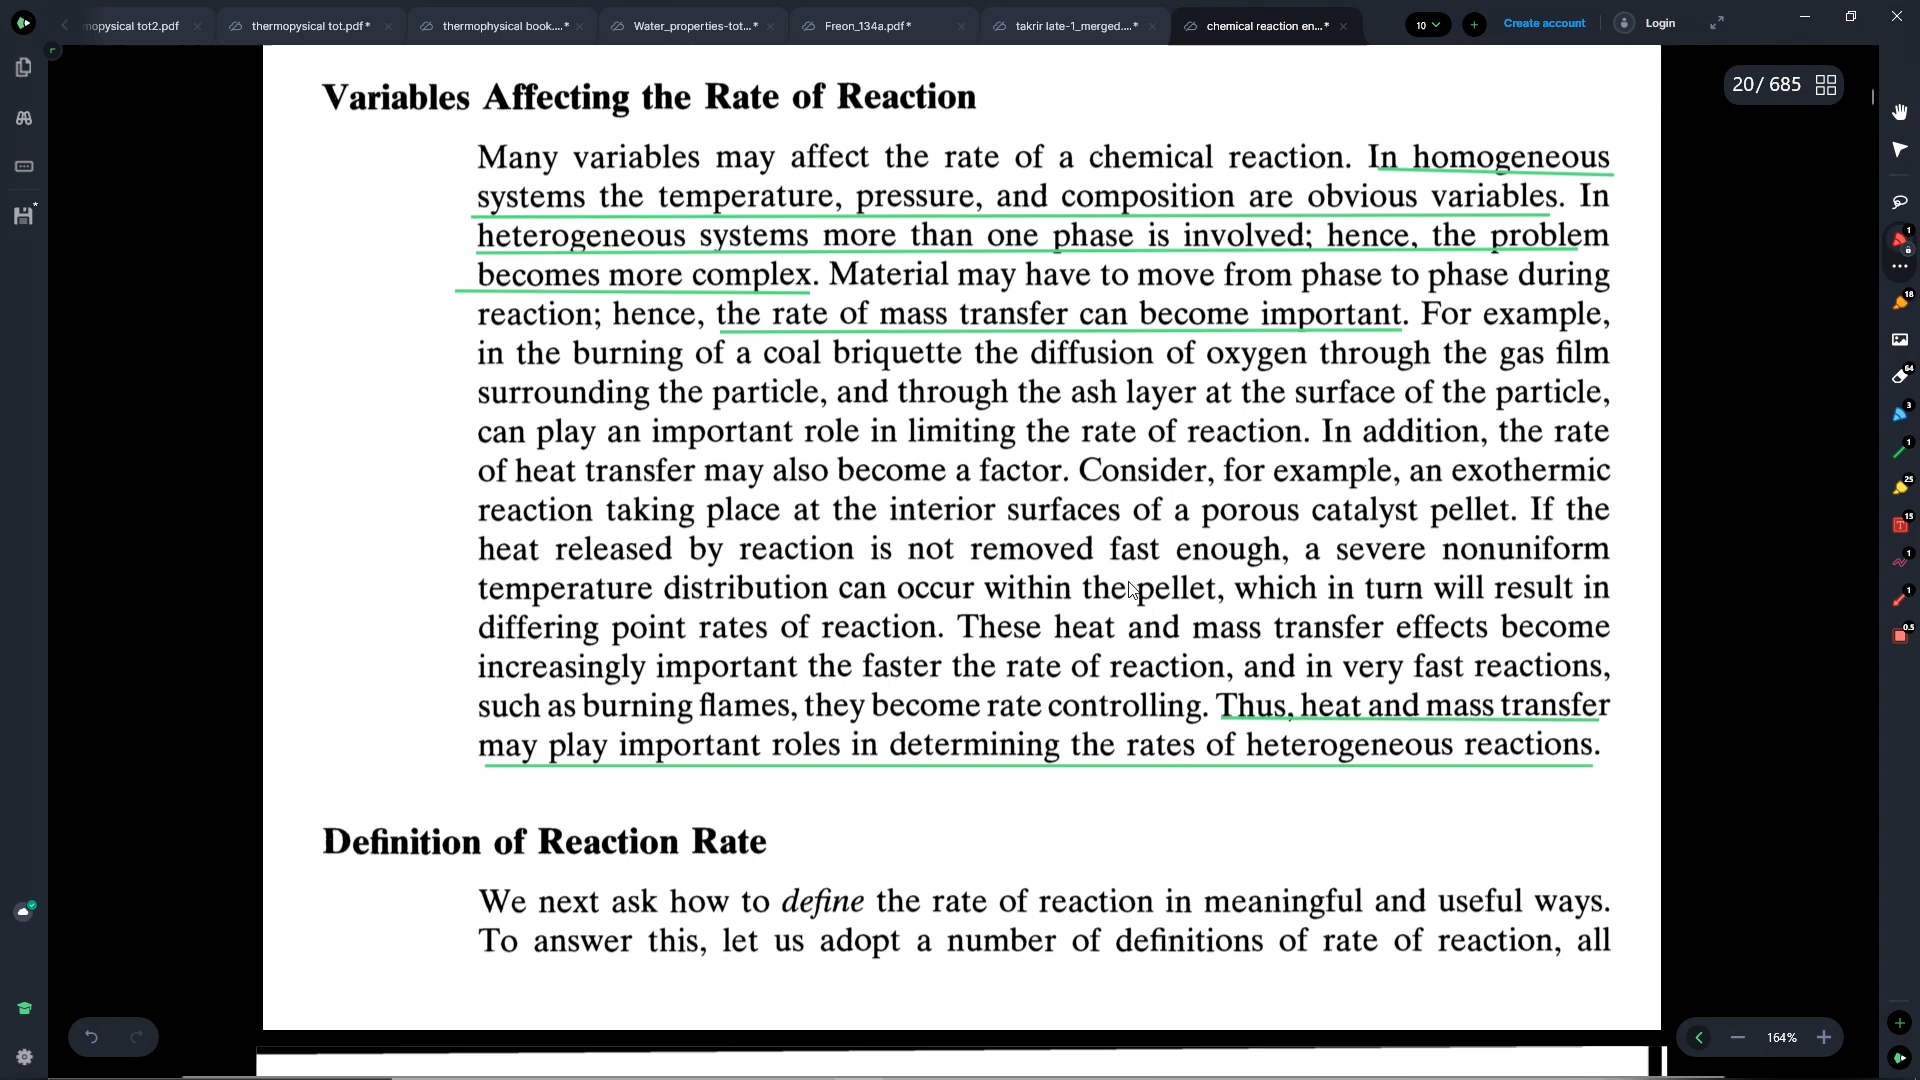 mopysical tot2.pdf
thermopysical tot.pdf*
thermophysical book....*
Water_properties-tot...*
Freon_134a.pdf*
takrir late-1_merged....*
chemical reaction en...*
10
Create account
Login
20/ 685
Variables Affecting the Rate of Reaction
Many variables may affect the rate of a chemical reaction. In homogeneous
systems the temperature, pressure, and composition are obvious variables. In
heterogeneous systems more than one phase is involved; hence, the problem
becomes more complex. Material may have to move from phase to phase during
reaction; hence, the rate of mass transfer can become important. For example,
in the burning of a coal briquette the diffusion of oxygen through the gas film
surrounding the particle, and through the ash layer at the surface of the particle,
can play an important role in limiting the rate of reaction. In addition, the rate
of heat transfer may also become a factor. Consider, for example, an exothermic
reaction taking place at the interior surfaces of a porous catalyst pellet. If the
heat released by reaction is not removed fast enough, a severe nonuniform
temperature distribution can occur within the pellet, which in turn will result in
differing point rates of reaction. These heat and mass transfer effects become
increasingly important the faster the rate of reaction, and in very fast reactions,
such as burning flames, they become rate controlling. Thus, heat and mass transfer
may play important roles in determining the rates of heterogeneous reactions.
Definition of Reaction Rate
We next ask how to define the rate of reaction in meaningful and useful ways.
To answer this, let us adopt a number of definitions of rate of reaction, all
1
18
64
3
1
25
T 15
1
1
0.5
164%